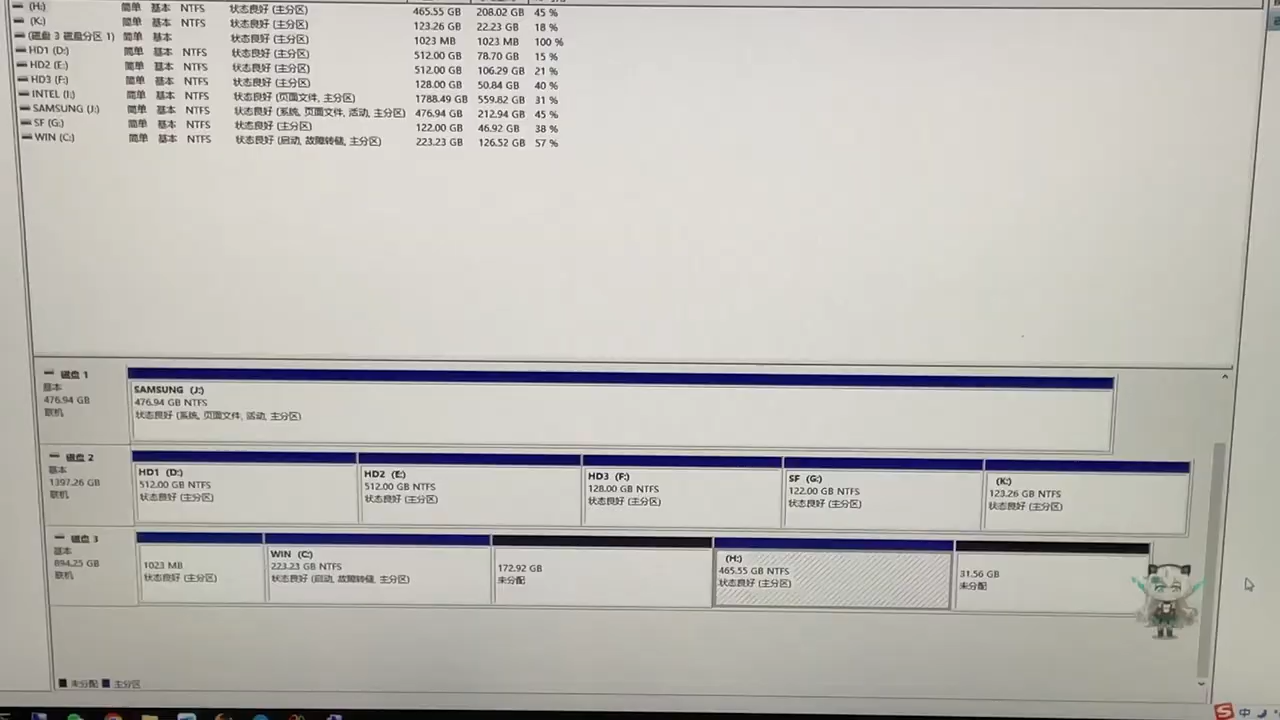 (H:) 简单 基本 NTFS 状态良好 (主分区) 465.55 GB 208.02 GB 45 %
(K:) 简单 基本 NTFS 状态良好 (主分区) 123.26 GB 22.23 GB 18 %
(磁盘 3 磁盘分区 1) 简单 基本 状态良好 (主分区) 1023 MB 1023 MB 100 %
HD1 (D:) 简单 基本 NTFS 状态良好 (主分区) 512.00 GB 78.70 GB 15 %
HD2 (E:) 简单 基本 NTFS 状态良好 (主分区) 512.00 GB 106.29 GB 21 %
HD3 (F:) 简单 基本 NTFS 状态良好 (主分区) 128.00 GB 50.84 GB 40 %
INTEL (I:) 简单 基本 NTFS 状态良好 (页面文件, 主分区) 1788.49 GB 559.82 GB 31 %
SAMSUNG (J:) 简单 基本 NTFS 状态良好 (系统, 页面文件, 活动, 主分区) 476.94 GB 212.94 GB 45 %
SF (G:) 简单 基本 NTFS 状态良好 (主分区) 122.00 GB 46.92 GB 38 %
WIN (C:) 简单 基本 NTFS 状态良好 (启动, 故障转储, 主分区) 223.23 GB 126.52 GB 57 %
磁盘 1
基本
476.94 GB
联机
SAMSUNG (J:)
476.94 GB NTFS
状态良好 (系统, 页面文件, 活动, 主分区)
磁盘 2
基本
1397.26 GB
联机
HD1 (D:)
512.00 GB NTFS
状态良好 (主分区)
HD2 (E:)
512.00 GB NTFS
状态良好 (主分区)
HD3 (F:)
128.00 GB NTFS
状态良好 (主分区)
SF (G:)
122.00 GB NTFS
状态良好 (主分区)
(K:)
123.26 GB NTFS
状态良好 (主分区)
磁盘 3
基本
894.25 GB
联机
1023 MB
状态良好 (主分区)
WIN (C:)
223.23 GB NTFS
状态良好 (启动, 故障转储, 主分区)
172.92 GB
未分配
(H:)
465.55 GB NTFS
状态良好 (主分区)
31.56 GB
未分配
未分配 主分区
S 中